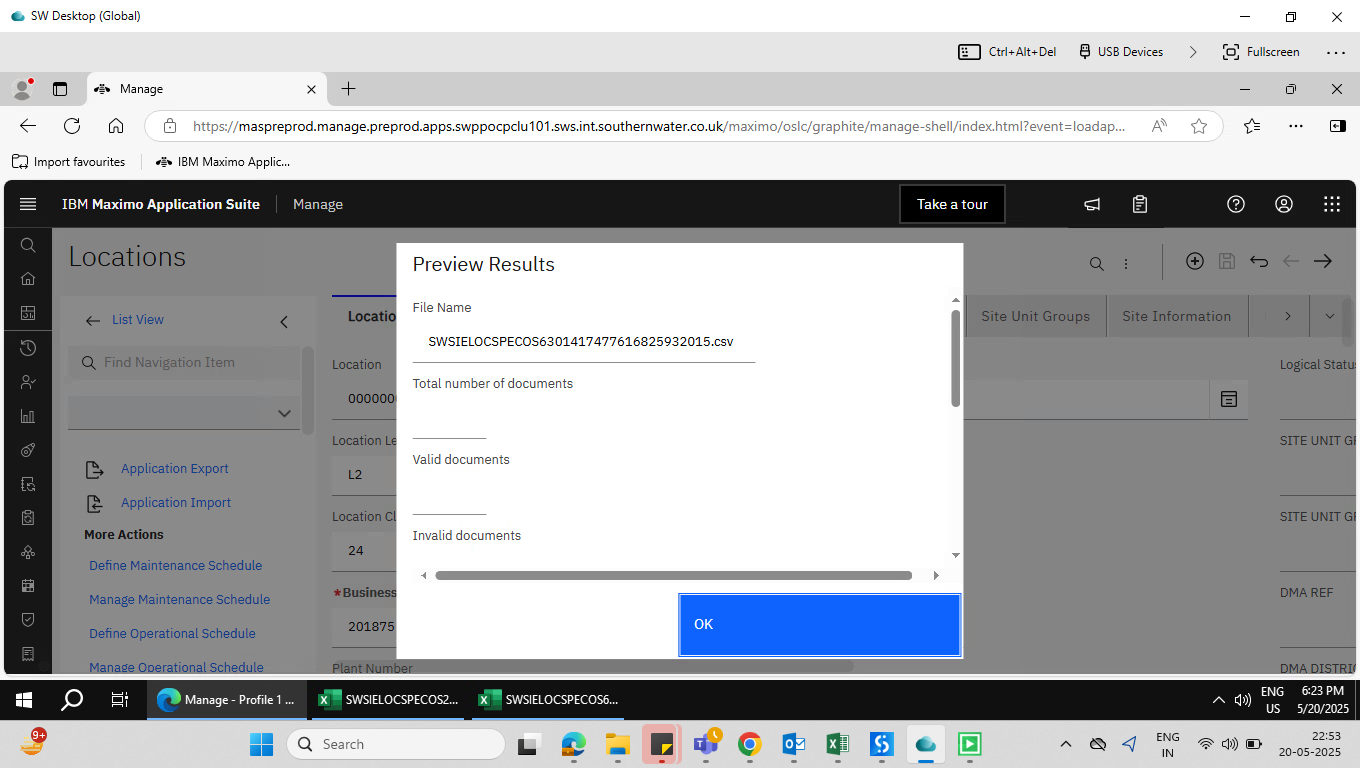 SW Desktop (Global)
Ctrl+Alt+Del
USB Devices
Fullscreen
Manage
https://maspreprod.manage.preprod.apps.swppocpclu101.sws.int.southernwater.co.uk/maximo/oslc/graphite/manage-shell/index.html?event=loadap...
Import favourites
IBM Maximo Applic...
IBM Maximo Application Suite
Manage
Take a tour
Locations
List View
Find Navigation Item
Application Export
Application Import
More Actions
Define Maintenance Schedule
Manage Maintenance Schedule
Define Operational Schedule
Manage Operational Schedule
Locatio
Location
000000
Location Le
L2
Location Cl
24
*Business
201875
Plant Number
Preview Results
File Name
SWSIELOCSPECOS6301417477616825932015.csv
Total number of documents
Valid documents
Invalid documents
OK
Site Unit Groups
Site Information
Logical Status
SITE UNIT GR
SITE UNIT GR
DMA REF
DMA DISTRIC
Manage - Profile 1 ...
SWSIELOCSPECOS2...
SWSIELOCSPECOS6...
ENG
US
6:23 PM
5/20/2025
9+
Search
ENG
IN
22:53
20-05-2025